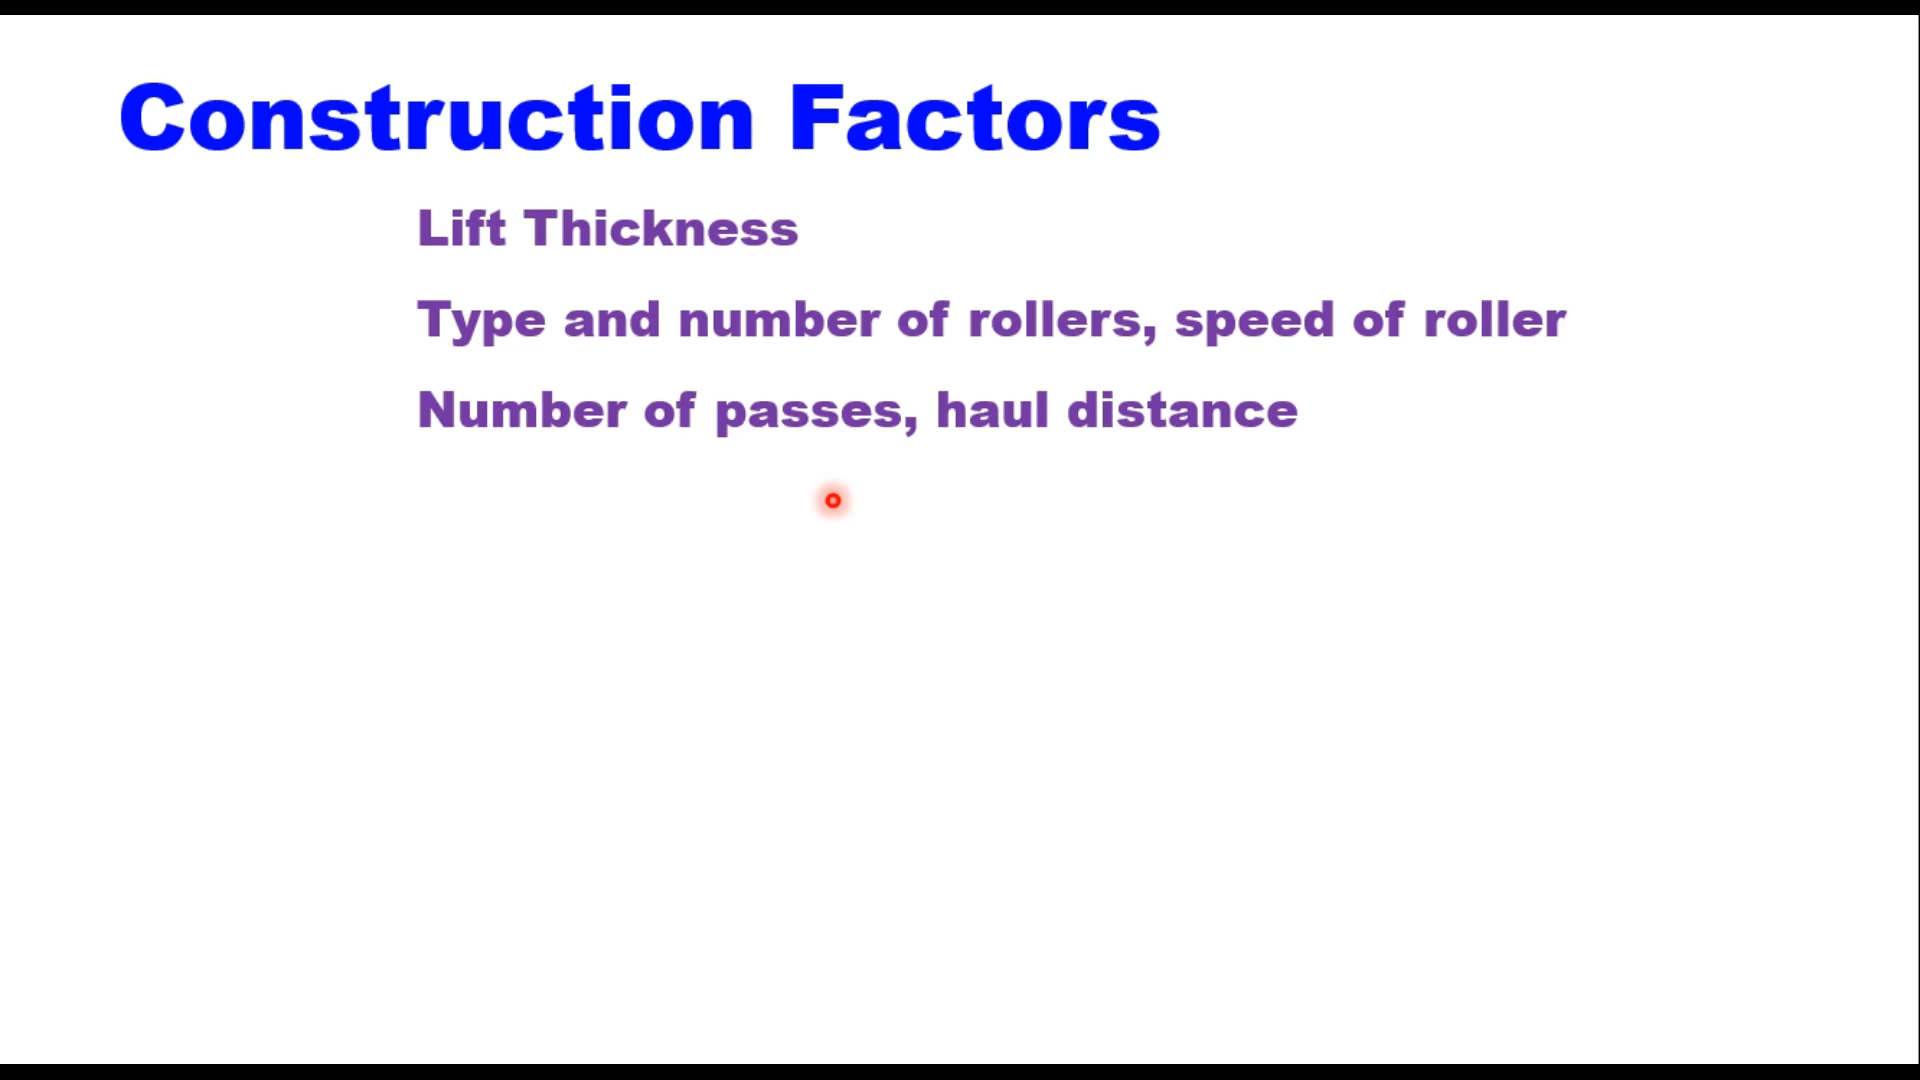 Construction Factors
Lift Thickness
Type and number of rollers, speed of roller
Number of passes, haul distance